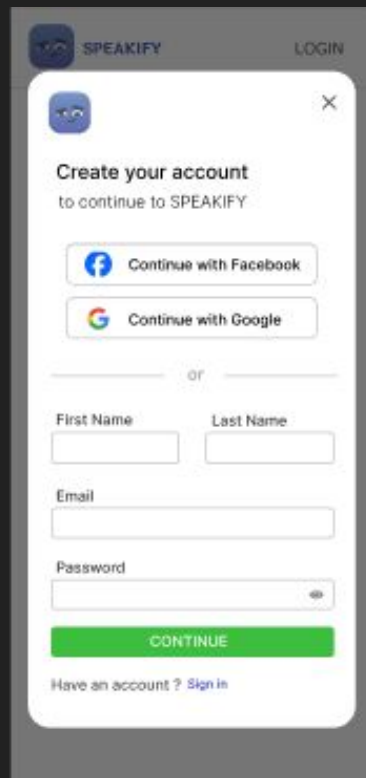 SPEAKIFY LOGIN
Create your account
to continue to SPEAKIFY
Continue with Facebook
Continue with Google
or
First Name Last Name
Email
Password
CONTINUE
Have an account ? Sign in